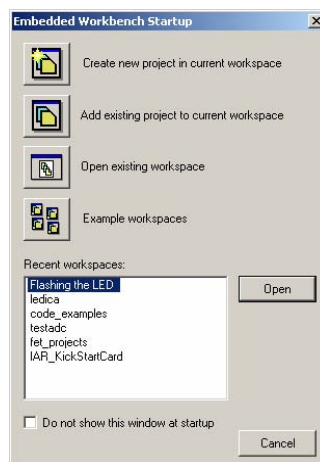 Embedded Workbench Startup
Create new project in current workspace
Add existing project to current workspace
Open existing workspace
Example workspaces
Recent workspaces:
Flashing the LED
ledica
code_examples
testadc
fet_projects
IAR_KickStartCard
Open
Do not show this window at startup
Cancel